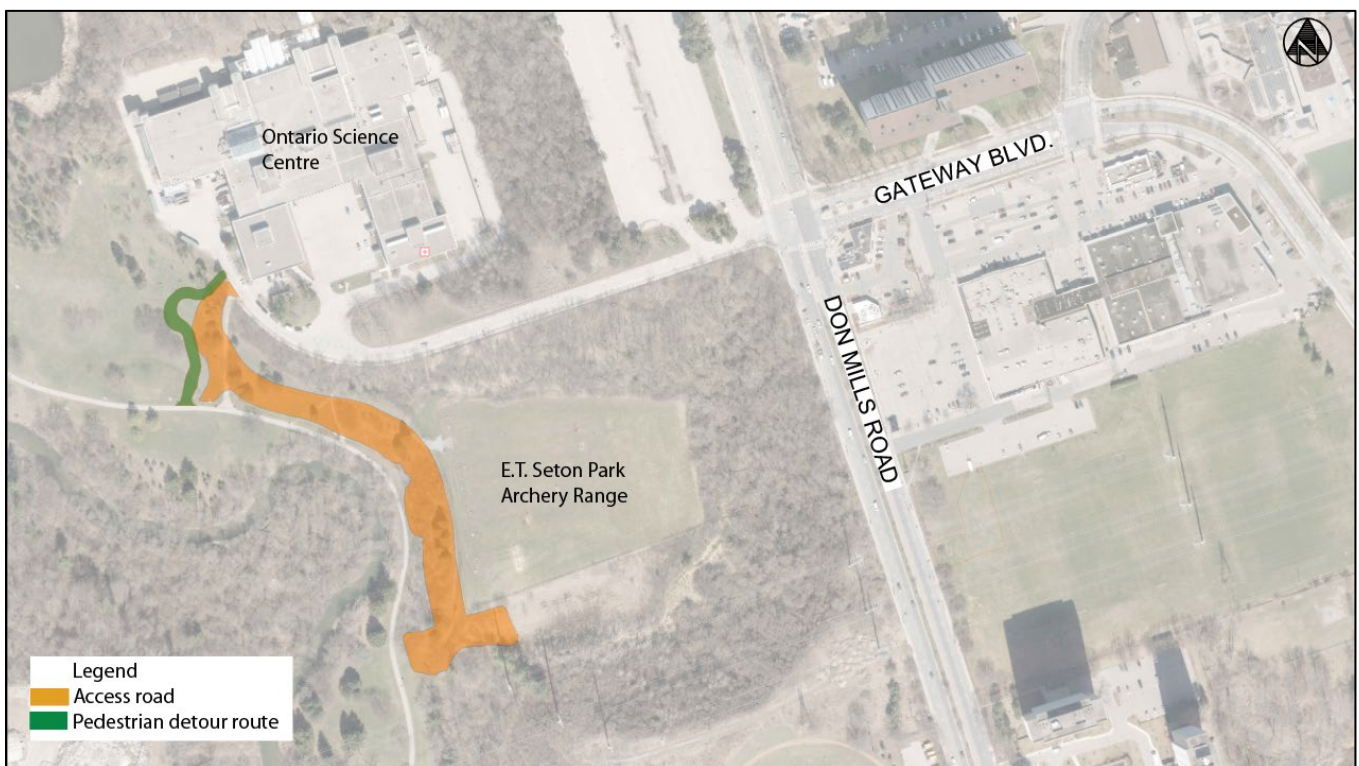 Ontario Science
Centre
GATEWAY BLVD.
DON MILLS ROAD
E.T. Seton Park
Archery Range
Legend
Access road
Pedestrian detour route
N